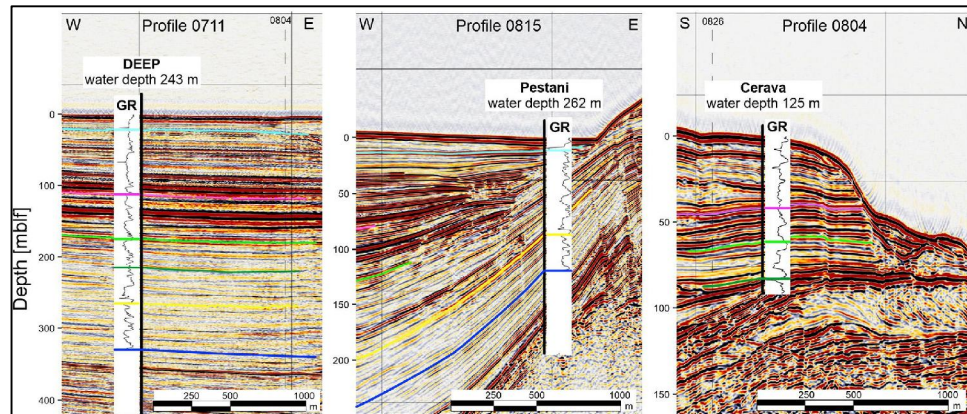 W Profile 0711 0804 E
DEEP
water depth 243 m
GR
Depth [mblf]
0
100
200
300
400
250 500 1000
m
W Profile 0815 E
Pestani
water depth 262 m
GR
0
50
100
150
200
250 500 1000
m
S 0826 Profile 0804 N
Cerava
water depth 125 m
GR
0
50
100
150
250 500 1000
m